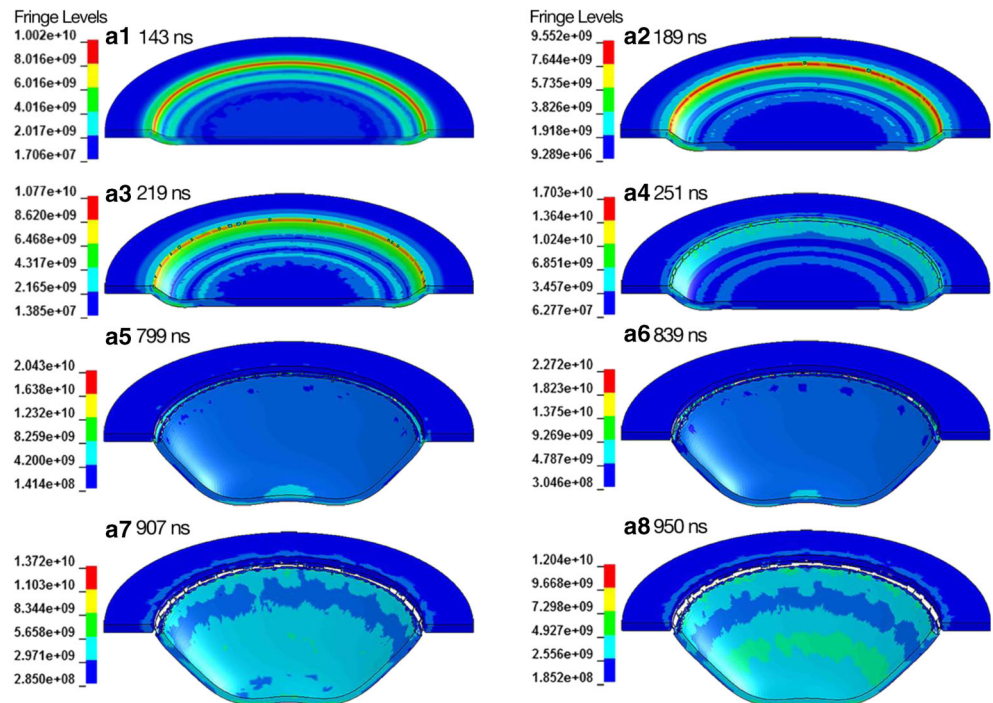 Fringe Levels
1.002e+10
8.016e+09
6.016e+09
4.016e+09
2.017e+09
1.706e+07
a1 143 ns
Fringe Levels
9.552e+09
7.644e+09
5.735e+09
3.826e+09
1.918e+09
9.289e+06
a2 189 ns
1.077e+10
8.620e+09
6.468e+09
4.317e+09
2.165e+09
1.385e+07
a3 219 ns
1.703e+10
1.364e+10
1.024e+10
6.851e+09
3.457e+09
6.277e+07
a4 251 ns
2.043e+10
1.638e+10
1.232e+10
8.259e+09
4.200e+09
1.414e+08
a5 799 ns
2.272e+10
1.823e+10
1.375e+10
9.269e+09
4.787e+09
3.046e+08
a6 839 ns
1.372e+10
1.103e+10
8.344e+09
5.658e+09
2.971e+09
2.850e+08
a7 907 ns
1.204e+10
9.668e+09
7.298e+09
4.927e+09
2.556e+09
1.852e+08
a8 950 ns